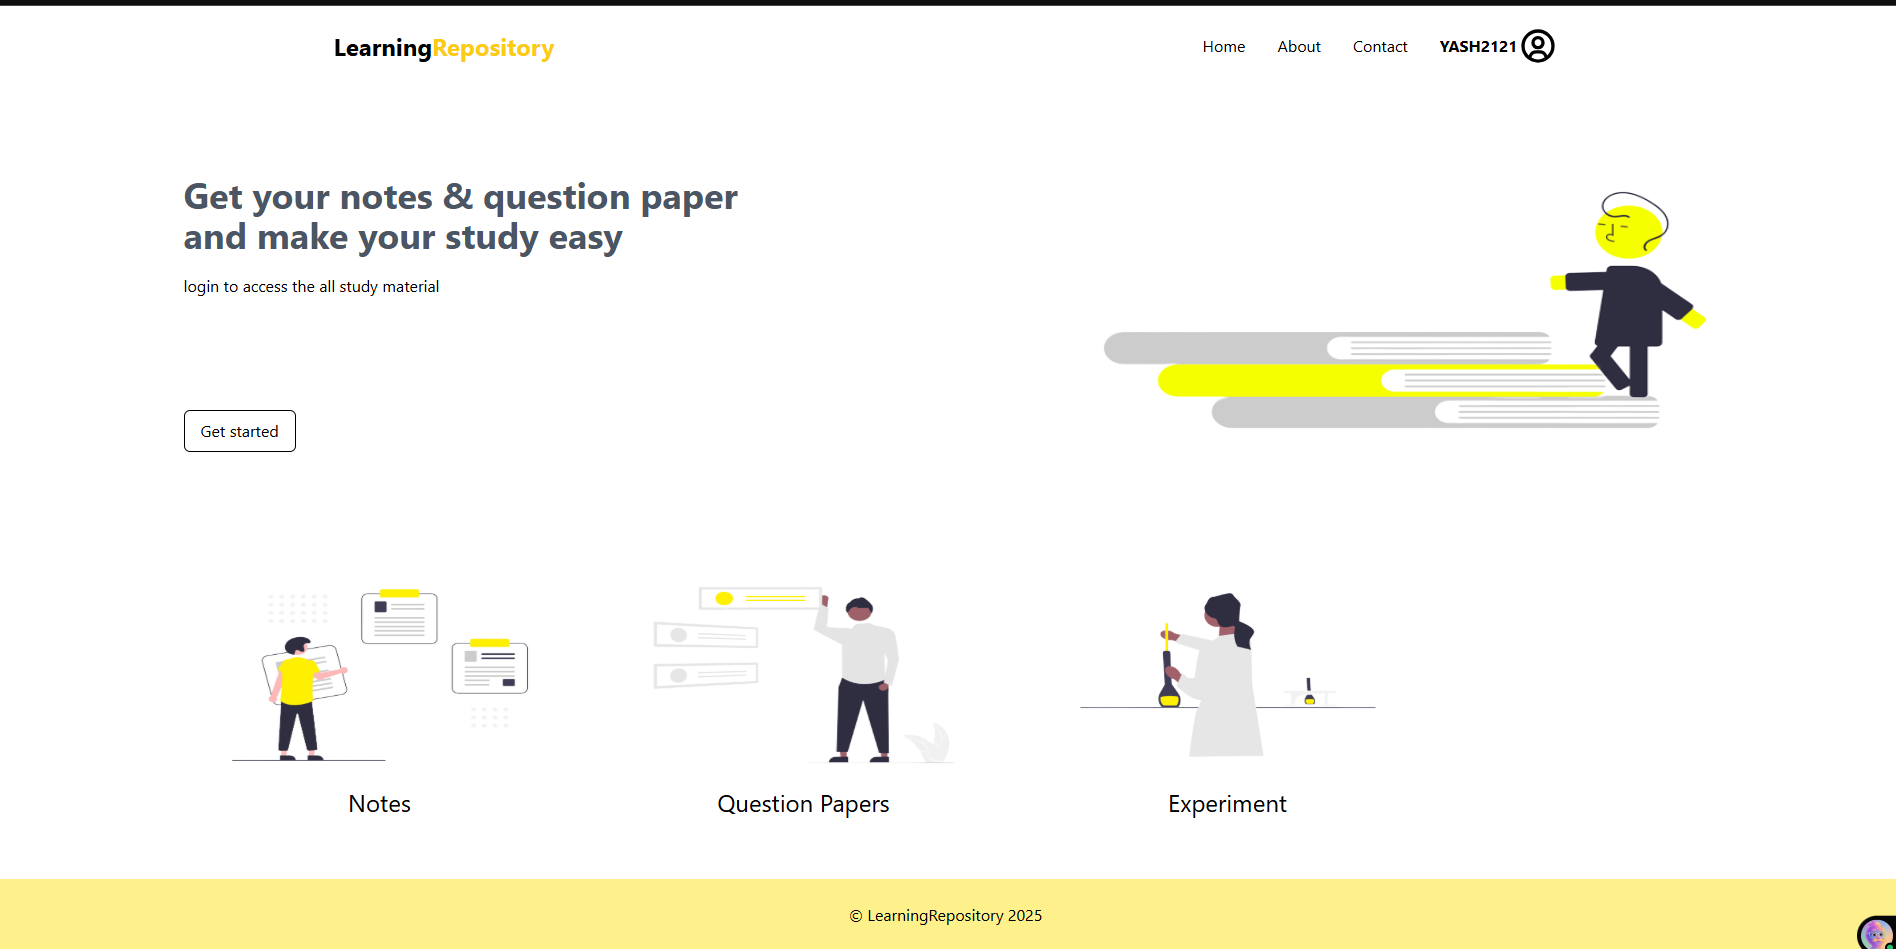 LearningRepository
Home About Contact YASH2121
Get your notes & question paper
and make your study easy
login to access the all study material
Get started
Notes
Question Papers
Experiment
© LearningRepository 2025